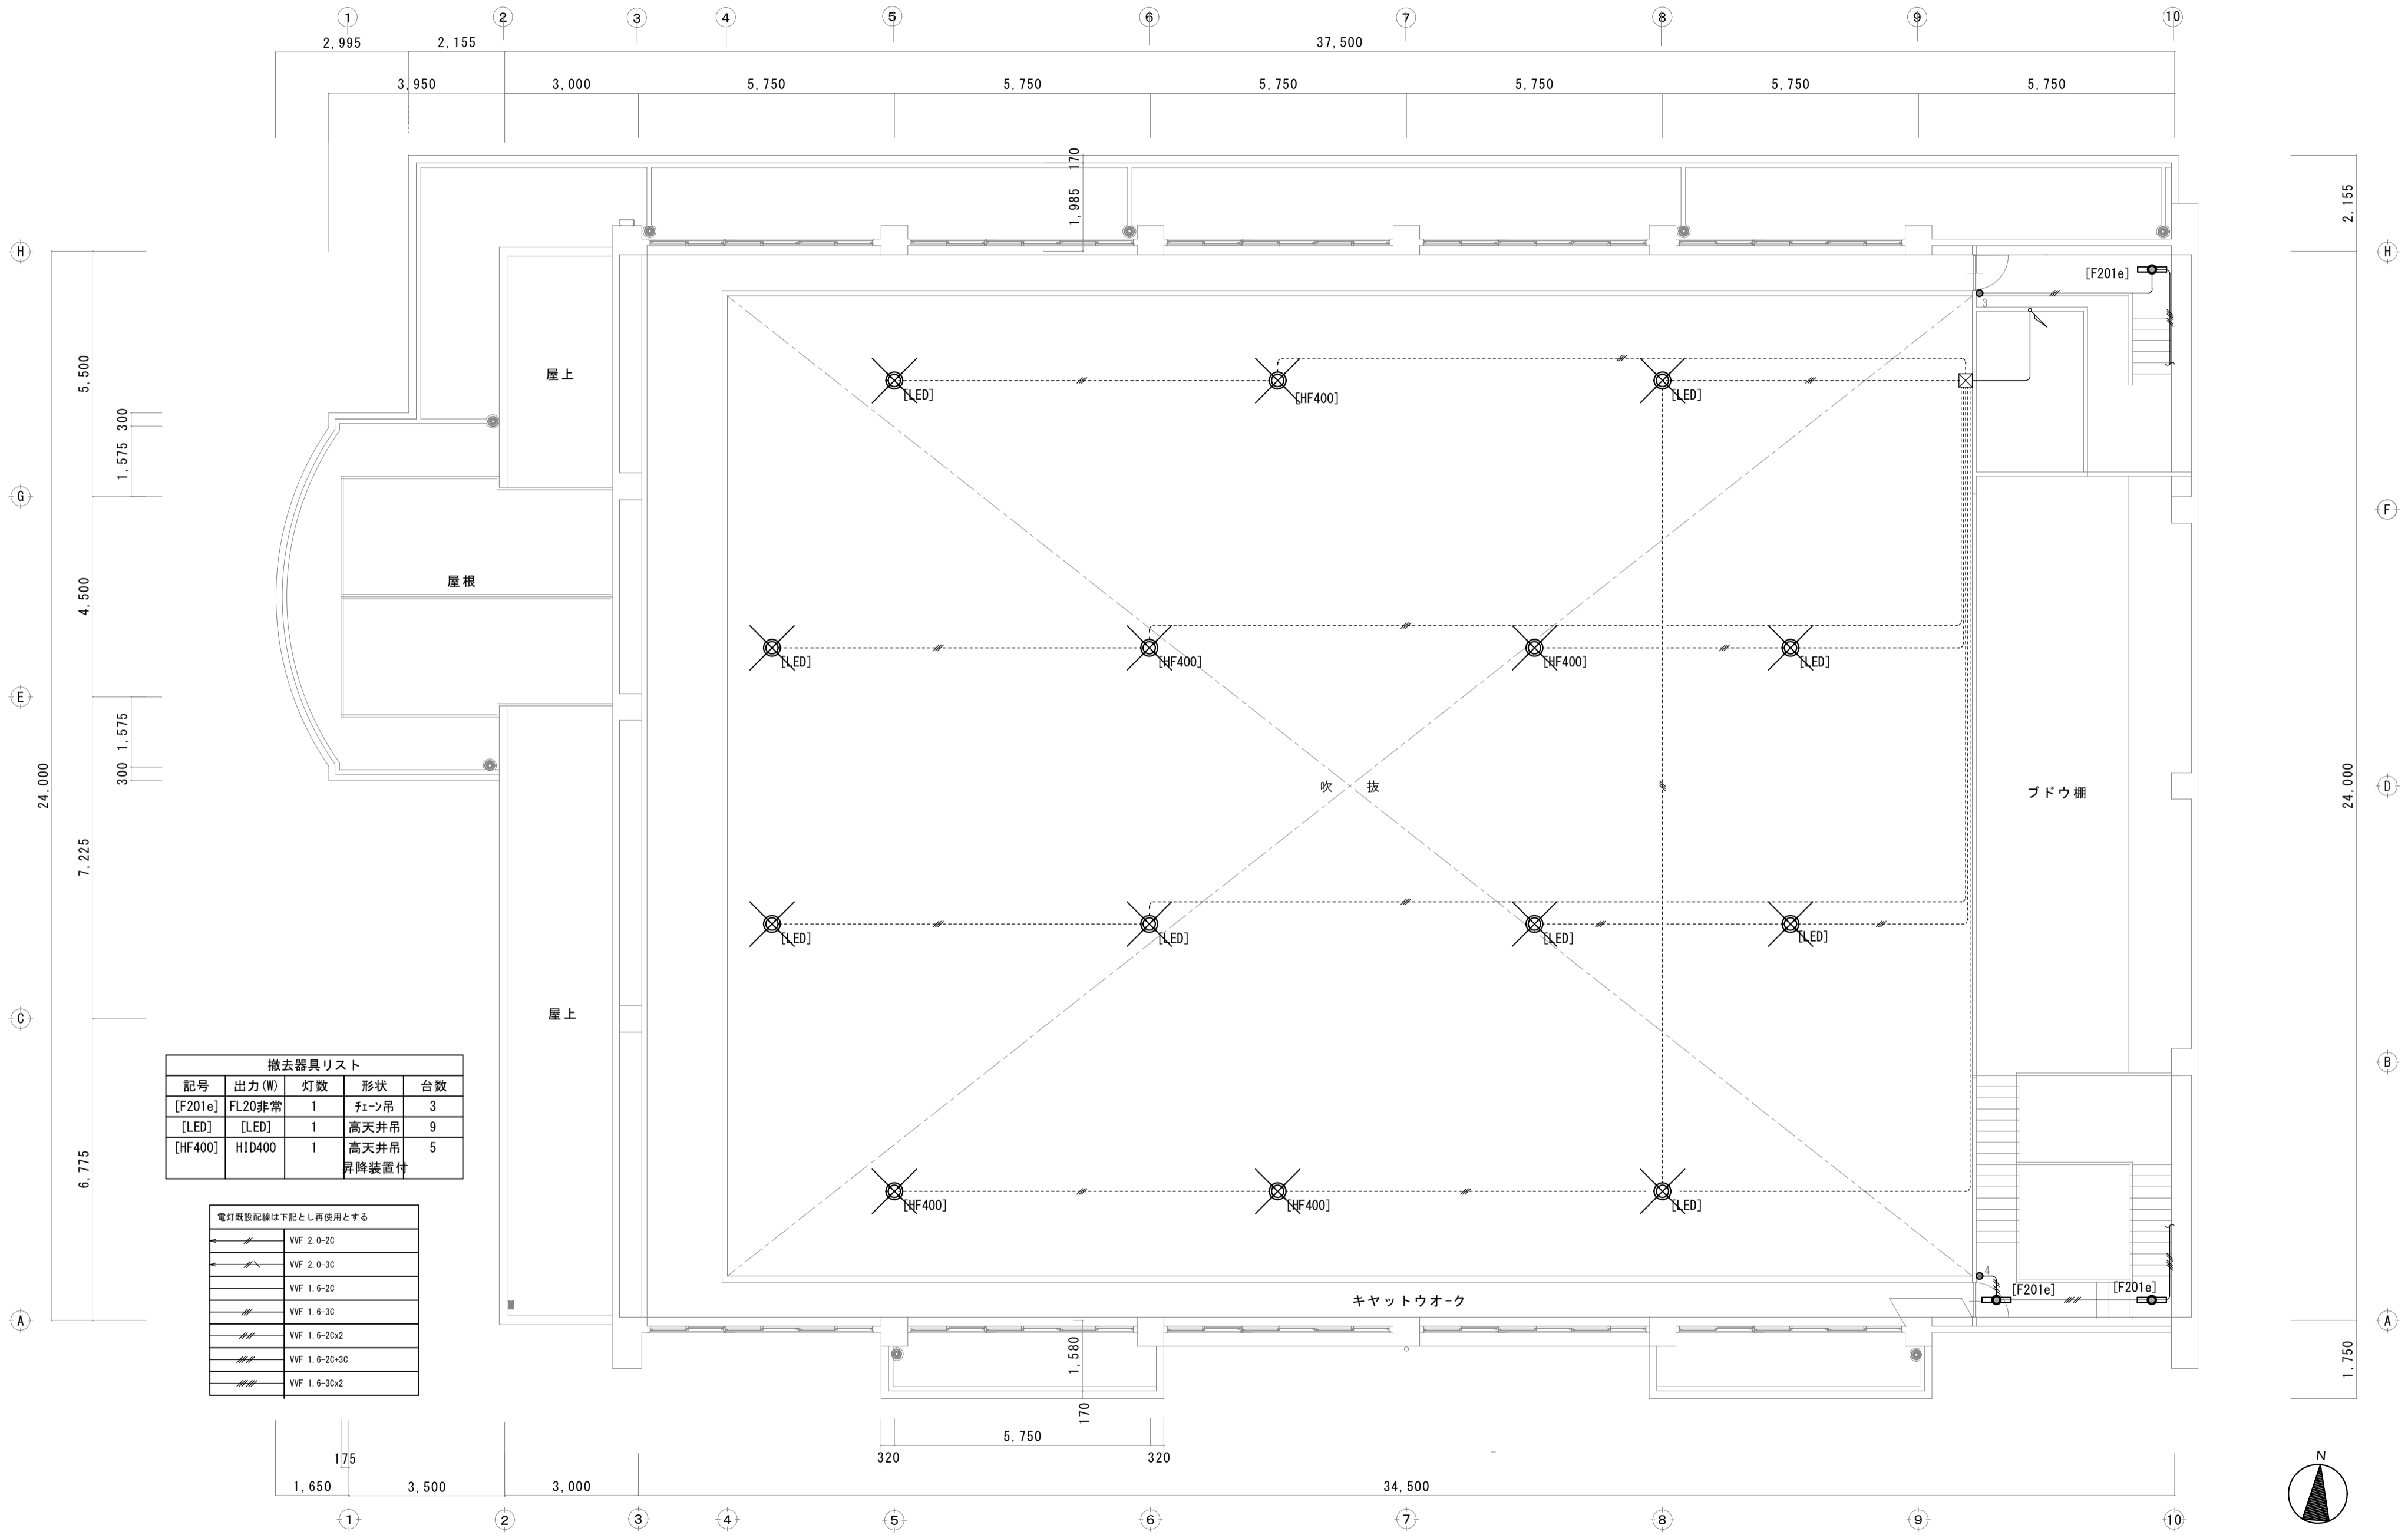 1 2 3 4 5 6 7 8 9 10
2,995 2,155 37,500
3,950 3,000 5,750 5,750 5,750 5,750 5,750 5,750
170
1,985
2,155
H H
[F201e]
3
5,500
屋上
[LED] [HF400] [LED]
300
1,575
G F
4,500
屋根
[LED] [HF400] [HF400] [LED]
E
1,575
300
24,000
吹 抜
ブドウ棚
24,000
D
7,225
[LED] [LED] [LED] [LED]
C
屋上
B
撤去器具リスト
記号 出力(W) 灯数 形状 台数
[F201e] FL20非常 1 チェーン吊 3
[LED] [LED] 1 高天井吊 9
[HF400] HID400 1 高天井吊 5
昇降装置付
6,775
[HF400] [HF400] [LED]
電灯既設配線は下記とし再使用とする
VVF 2.0-2C
VVF 2.0-3C
VVF 1.6-2C
VVF 1.6-3C
VVF 1.6-2Cx2
VVF 1.6-2C+3C
VVF 1.6-3Cx2
4
[F201e] [F201e]
キヤットウオーク
A A
1,580
170
1,750
5,750
320 320
175
1,650 3,500 3,000 34,500
N
1 2 3 4 5 6 7 8 9 10